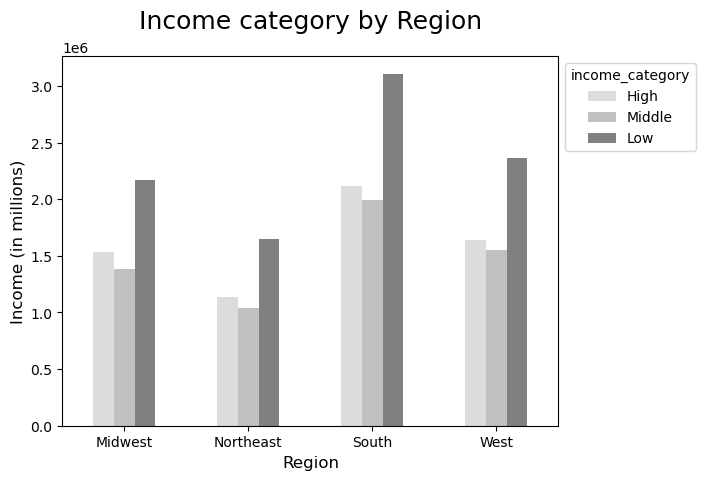 Income category by Region
1e6
income_category
High
Middle
Low
3.0
2.5
2.0
1.5
1.0
0.5
0.0
Income (in millions)
Midwest Northeast South West
Region